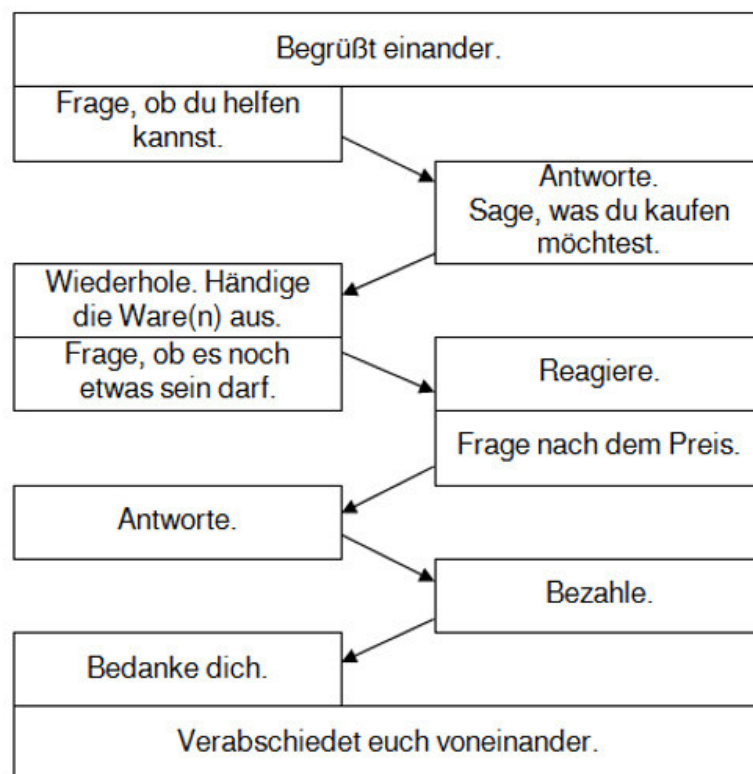 Begrüßt einander.
Frage, ob du helfen
kannst.
Antworte.
Sage, was du kaufen
möchtest.
Wiederhole. Händige
die Ware(n) aus.
Frage, ob es noch
etwas sein darf.
Reagiere.
Frage nach dem Preis.
Antworte.
Bezahle.
Bedanke dich.
Verabschiedet euch voneinander.